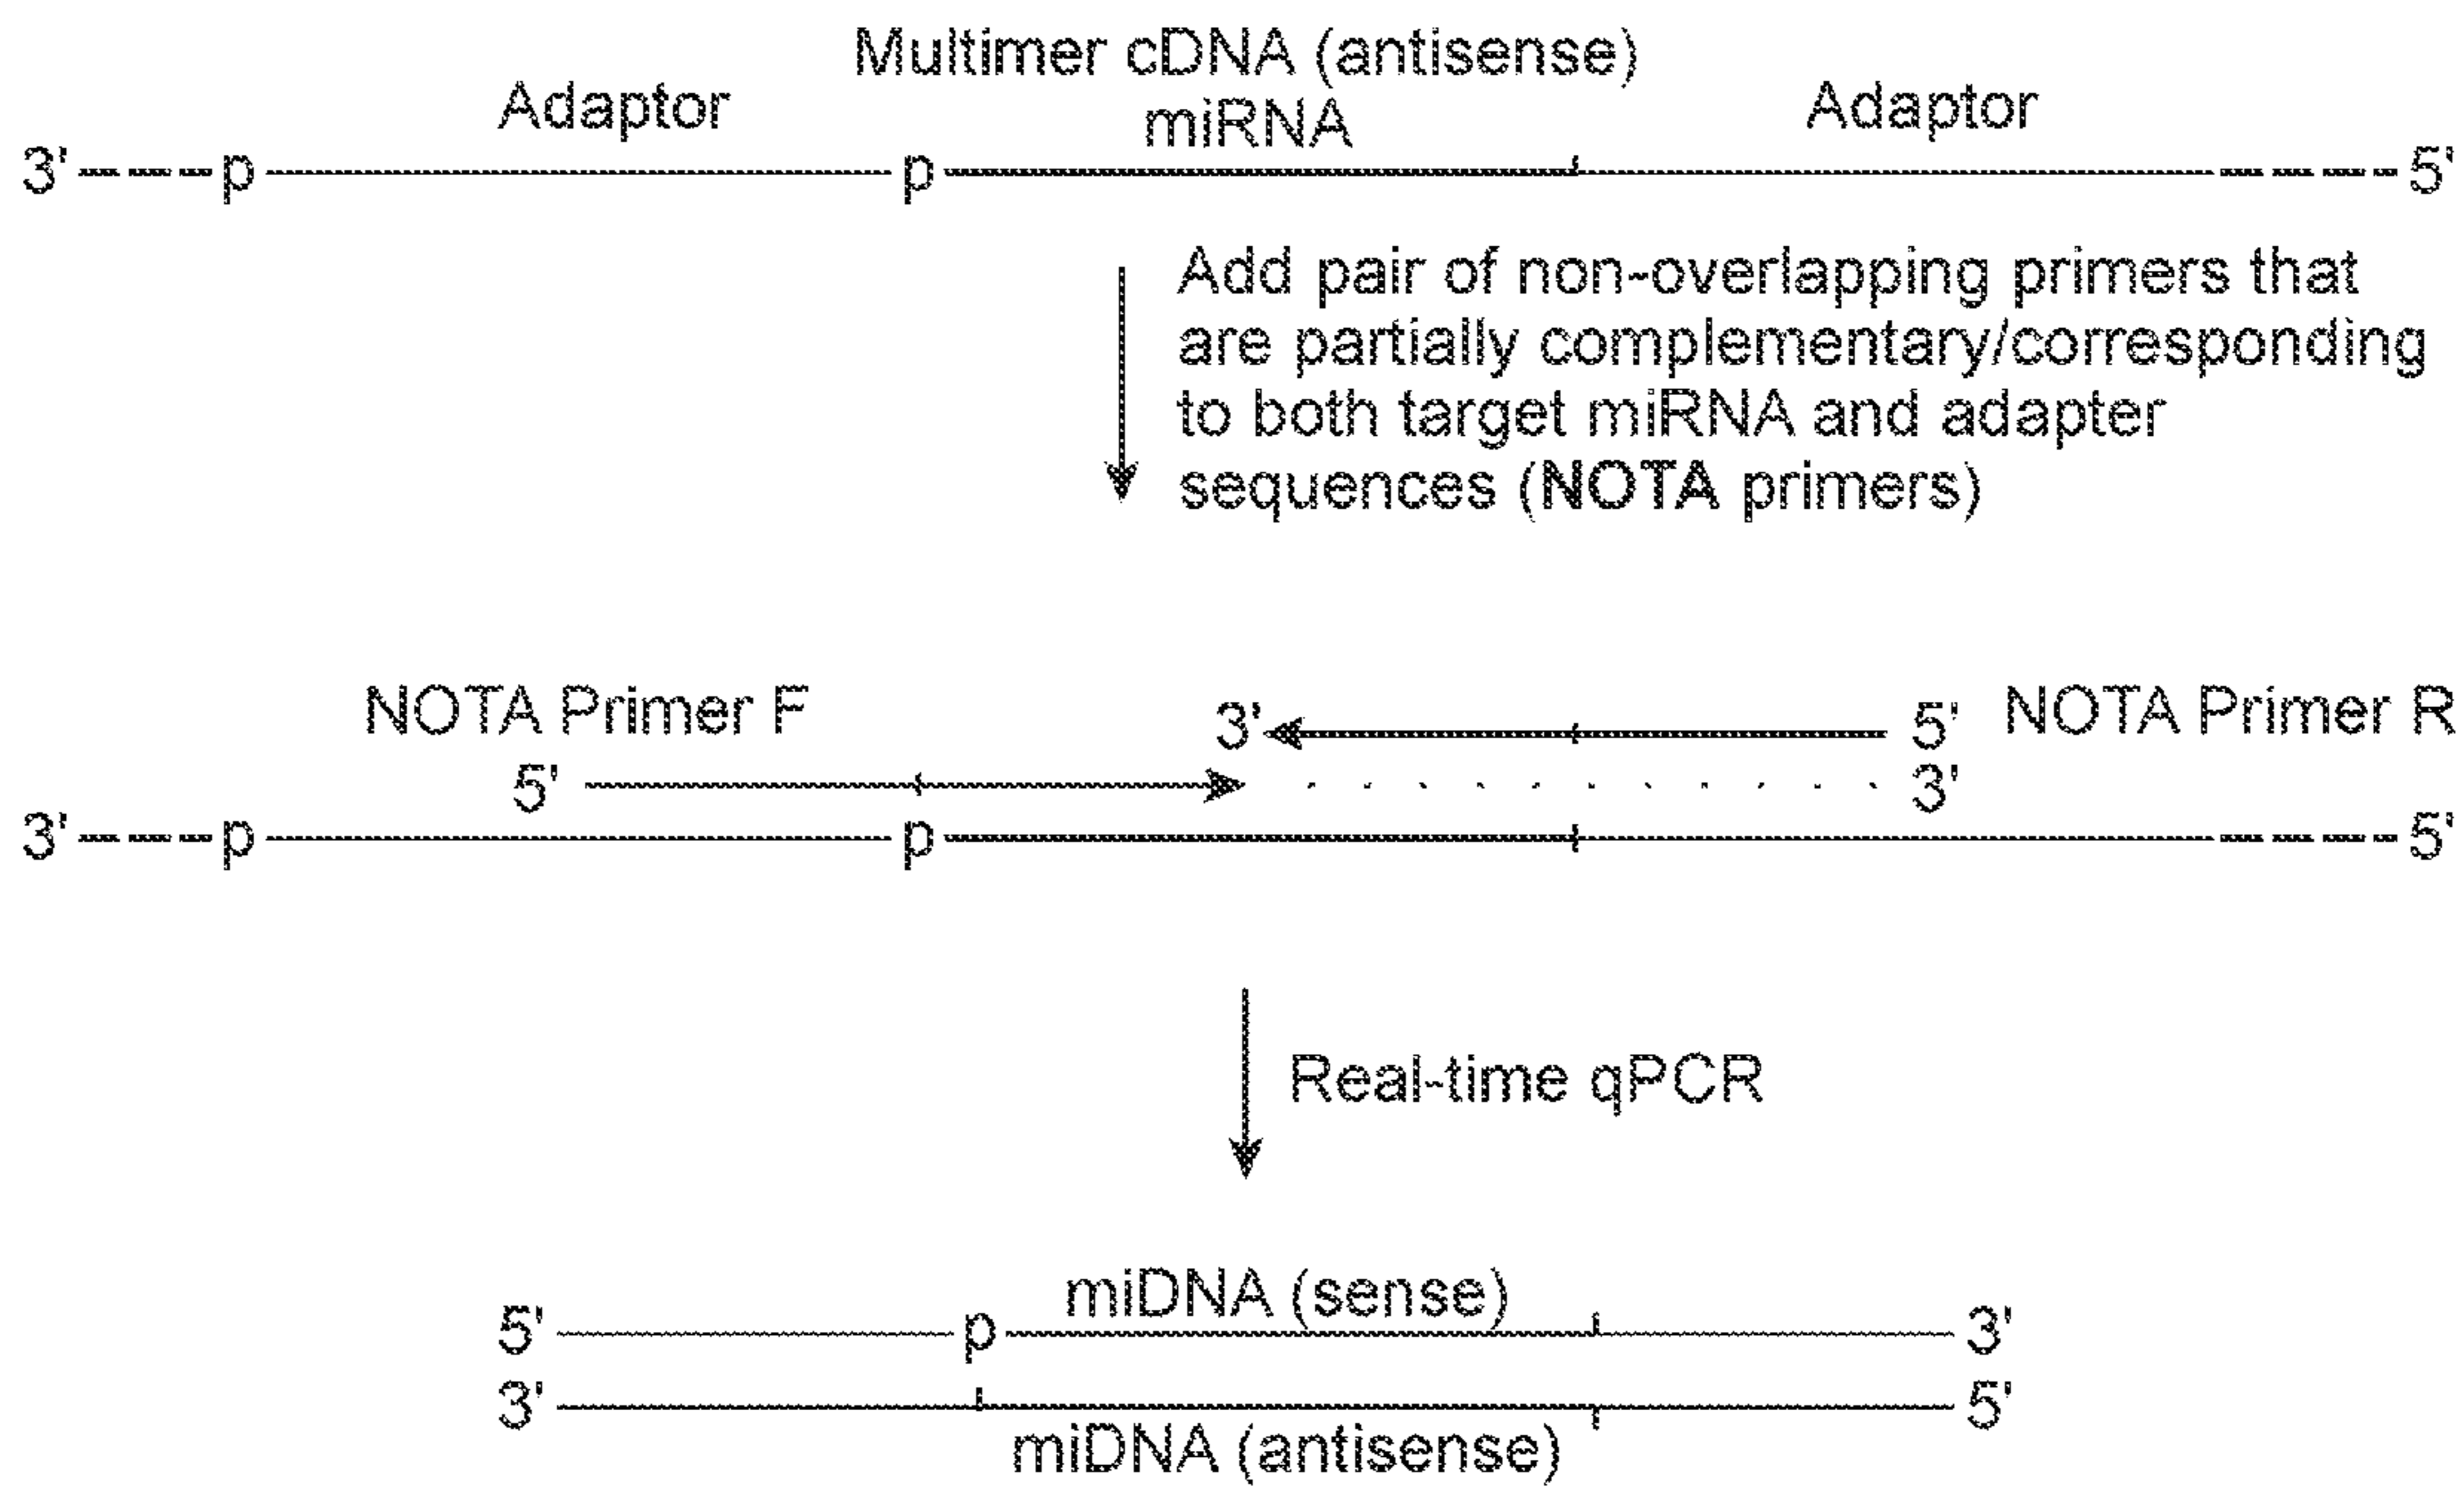 Multimer cDNA (antisense)
Adaptor miRNA Adaptor
3' p p 5'
Add pair of non-overlapping primers that
are partially complementary/corresponding
to both target miRNA and adapter
sequences (NOTA primers)
NOTA Primer F 3' 5' NOTA Primer R
5' 3'
3' p p 5'
Real-time qPCR
miDNA (sense)
5' p 3'
3' 5'
miDNA (antisense)